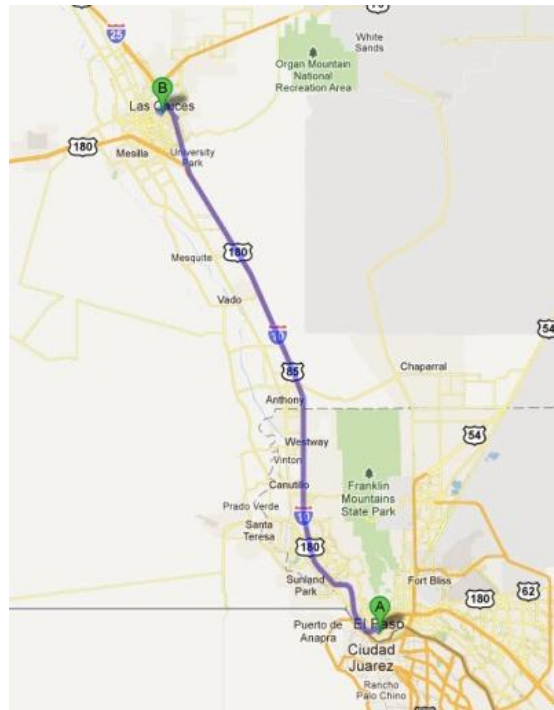 70
White
Sands
25
Organ Mountain
National
Recreation Area
B
Las Cruces
180
Mesilla
University
Park
180
Mesquite
Vado
10
54
85
Chaparral
Anthony
Westway
54
Vinton
Canutillo
Franklin
Mountains
State Park
Prado Verde
10
Santa
Teresa
180
Sunland
Park
Fort Bliss
62
180
A
El Paso
Puerto de
Anapra
Ciudad
Juarez
Rancho
Palo Chino